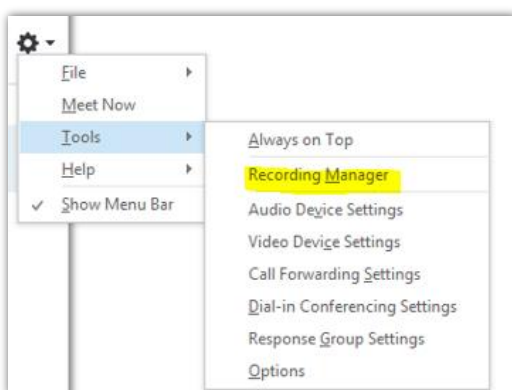 File
Meet Now
Tools
Help
Show Menu Bar
Always on Top
Recording Manager
Audio Device Settings
Video Device Settings
Call Forwarding Settings
Dial-in Conferencing Settings
Response Group Settings
Options